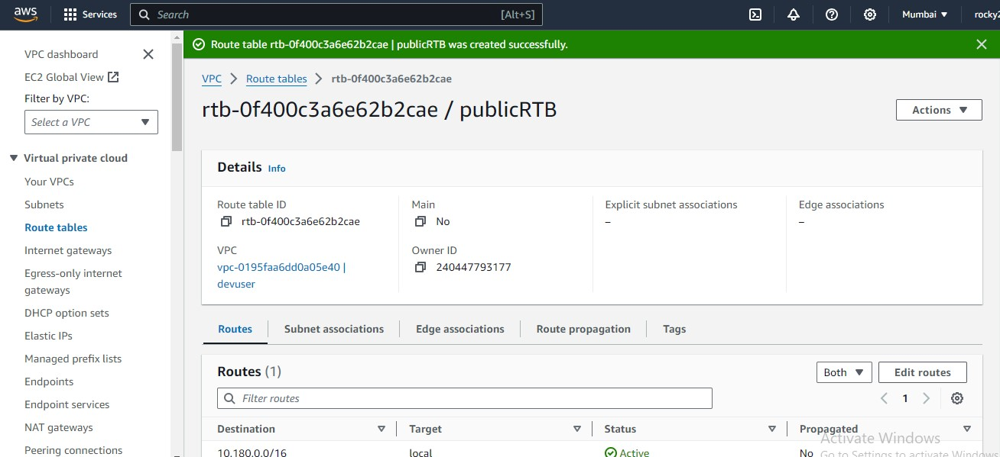 aws
Services
Search
[Alt+S]
Mumbai
rocky2
VPC dashboard
EC2 Global View
Filter by VPC:
Select a VPC
Virtual private cloud
Your VPCs
Subnets
Route tables
Internet gateways
Egress-only internet
gateways
DHCP option sets
Elastic IPs
Managed prefix lists
Endpoints
Endpoint services
NAT gateways
Peering connections
Route table rtb-0f400c3a6e62b2cae | publicRTB was created successfully.
VPC
Route tables
rtb-0f400c3a6e62b2cae
rtb-0f400c3a6e62b2cae / publicRTB
Actions
Details Info
Route table ID
rtb-0f400c3a6e62b2cae
Main
No
Explicit subnet associations
–
Edge associations
–
VPC
vpc-0195faa6dd0a05e40 |
devuser
Owner ID
240447793177
Routes
Subnet associations
Edge associations
Route propagation
Tags
Routes (1)
Both
Edit routes
Filter routes
1
Destination
Target
Status
Propagated
10.180.0.0/16
local
Active
No
Activate Windows
Go to Settings to activate Windows